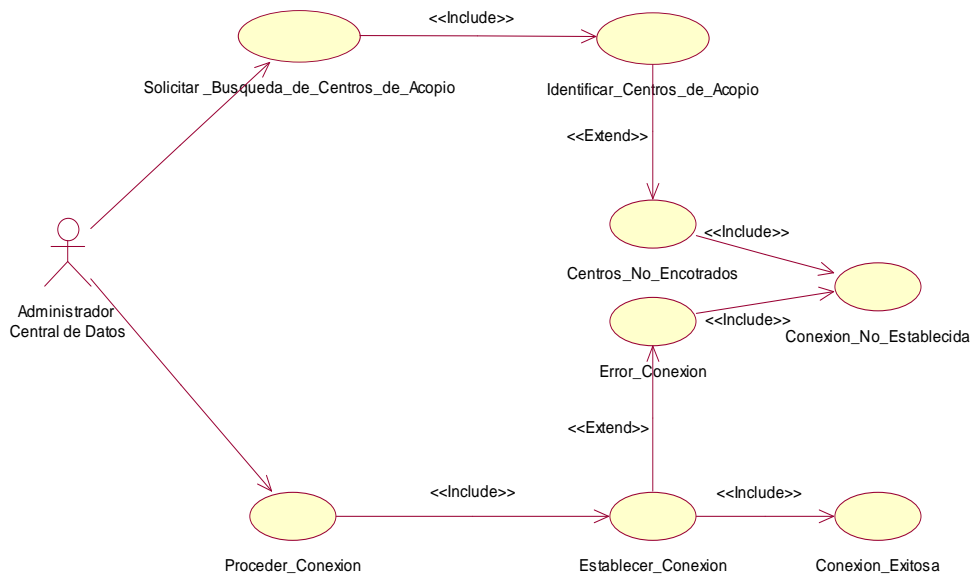 <<Include>>
Solicitar _Busqueda_de_Centros_de_Acopio
Identificar_Centros_de_Acopio
<<Extend>>
<<Include>>
Centros_No_Encotrados
Administrador
Central de Datos
<<Include>>
Conexion_No_Establecida
Error_Conexion
<<Extend>>
<<Include>>
<<Include>>
Proceder_Conexion
Establecer_Conexion
Conexion_Exitosa